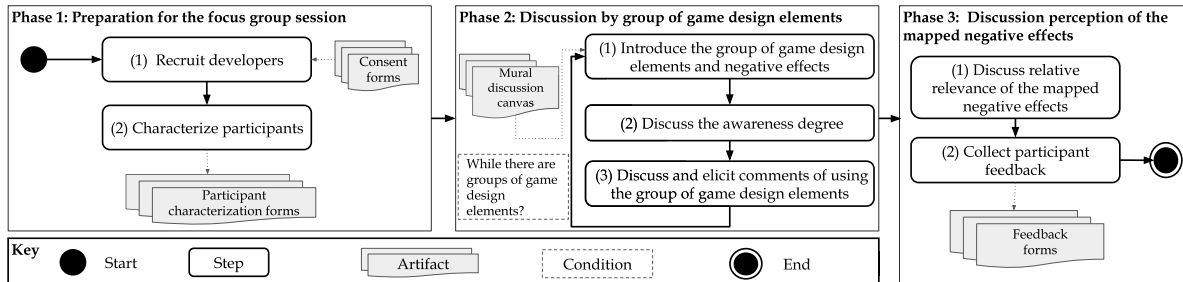 Phase 1: Preparation for the focus group session
(1) Recruit developers
Consent
forms
(2) Characterize participants
Participant
characterization forms
Phase 2: Discussion by group of game design elements
Mural
discussion
canvas
(1) Introduce the group of game design
elements and negative effects
(2) Discuss the awareness degree
While there are
groups of game
design
elements?
(3) Discuss and elicit comments of using
the group of game design elements
Phase 3:  Discussion perception of the
mapped negative effects
(1) Discuss relative
relevance of the mapped
negative effects
(2) Collect participant
feedback
Feedback
forms
Key
Start
Step
Artifact
Condition
End